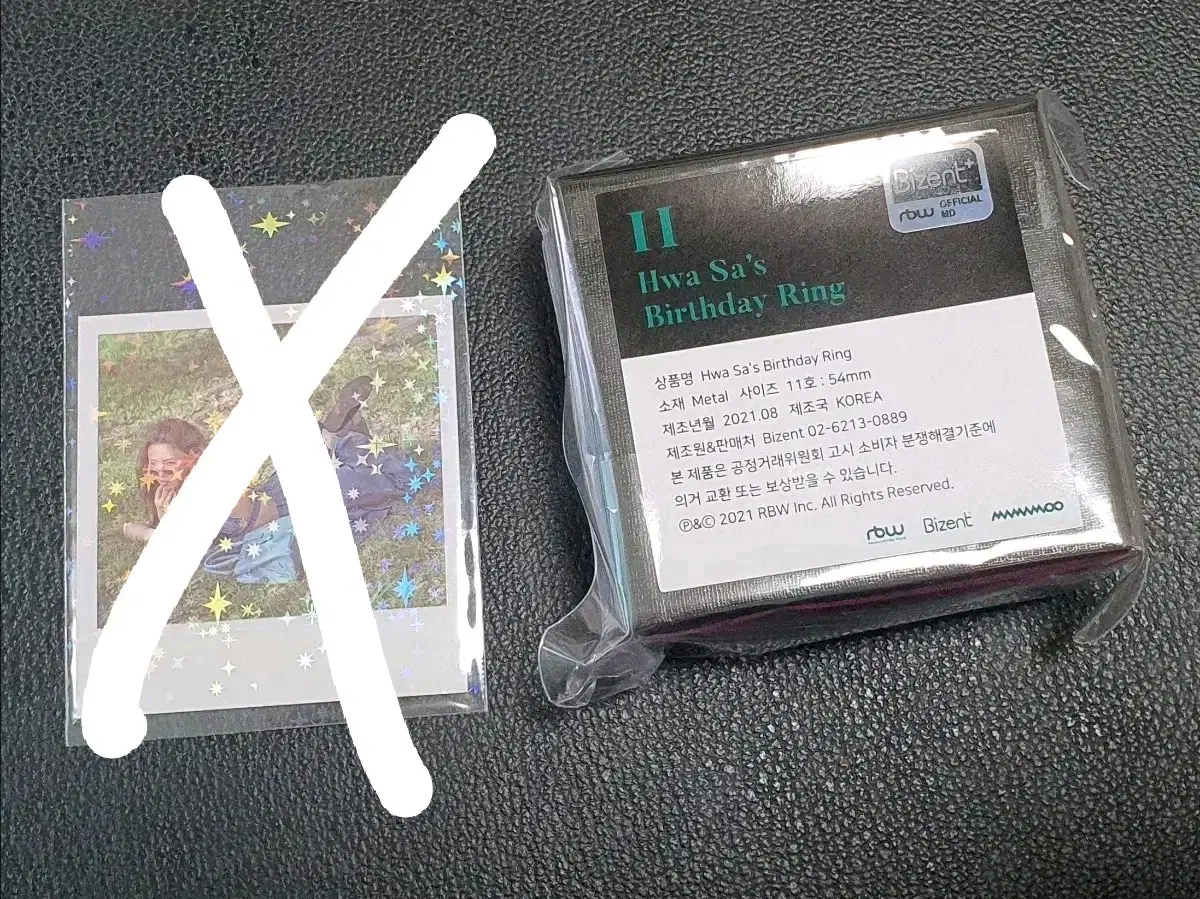 Bizent+
rbw OFFICIAL
MD
11
Hwa Sa's
Birthday Ring
상품명 Hwa Sa's Birthday Ring
소재 Metal 사이즈 11호 : 54mm
제조년월 2021.08 제조국 KOREA
제조원&판매처 Bizent 02-6213-0889
본 제품은 공정거래위원회 고시 소비자 분쟁해결기준에
의거 교환 또는 보상받을 수 있습니다.
Ⓟ&© 2021 RBW Inc. All Rights Reserved.
rbw Bizent MAMAMOO